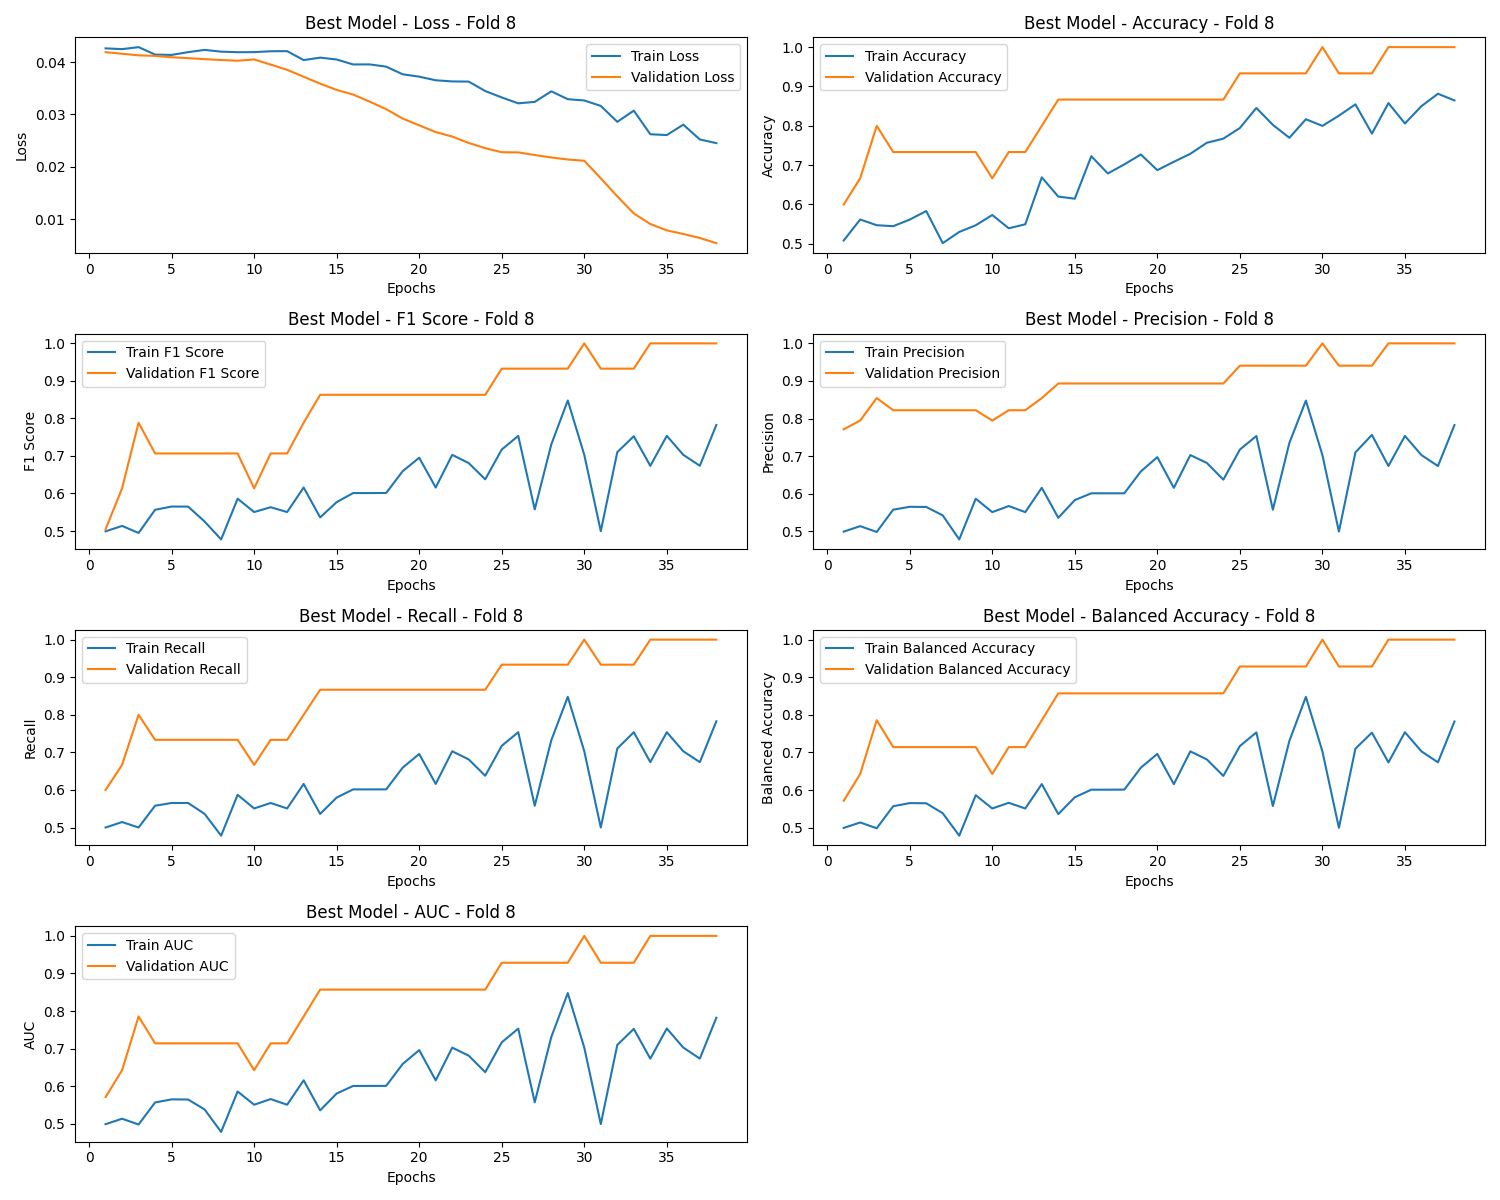 Best Model - Loss - Fold 8
Loss
0.04
0.03
0.02
0.01
Train Loss
Validation Loss
0 5 10 15 20 25 30 35
Epochs
Best Model - Accuracy - Fold 8
Accuracy
1.0
0.9
0.8
0.7
0.6
0.5
Train Accuracy
Validation Accuracy
0 5 10 15 20 25 30 35
Epochs
Best Model - F1 Score - Fold 8
F1 Score
1.0
0.9
0.8
0.7
0.6
0.5
Train F1 Score
Validation F1 Score
0 5 10 15 20 25 30 35
Epochs
Best Model - Precision - Fold 8
Precision
1.0
0.9
0.8
0.7
0.6
0.5
Train Precision
Validation Precision
0 5 10 15 20 25 30 35
Epochs
Best Model - Recall - Fold 8
Recall
1.0
0.9
0.8
0.7
0.6
0.5
Train Recall
Validation Recall
0 5 10 15 20 25 30 35
Epochs
Best Model - Balanced Accuracy - Fold 8
Balanced Accuracy
1.0
0.9
0.8
0.7
0.6
0.5
Train Balanced Accuracy
Validation Balanced Accuracy
0 5 10 15 20 25 30 35
Epochs
Best Model - AUC - Fold 8
AUC
1.0
0.9
0.8
0.7
0.6
0.5
Train AUC
Validation AUC
0 5 10 15 20 25 30 35
Epochs